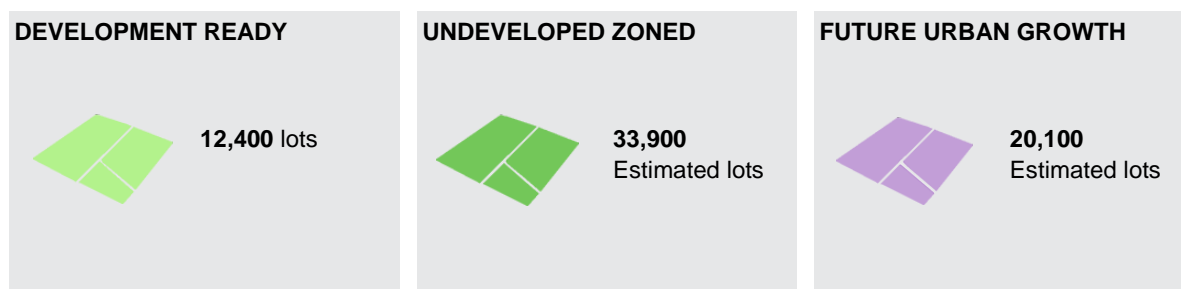 DEVELOPMENT READY
12,400 lots
UNDEVELOPED ZONED
33,900
Estimated lots
FUTURE URBAN GROWTH
20,100
Estimated lots